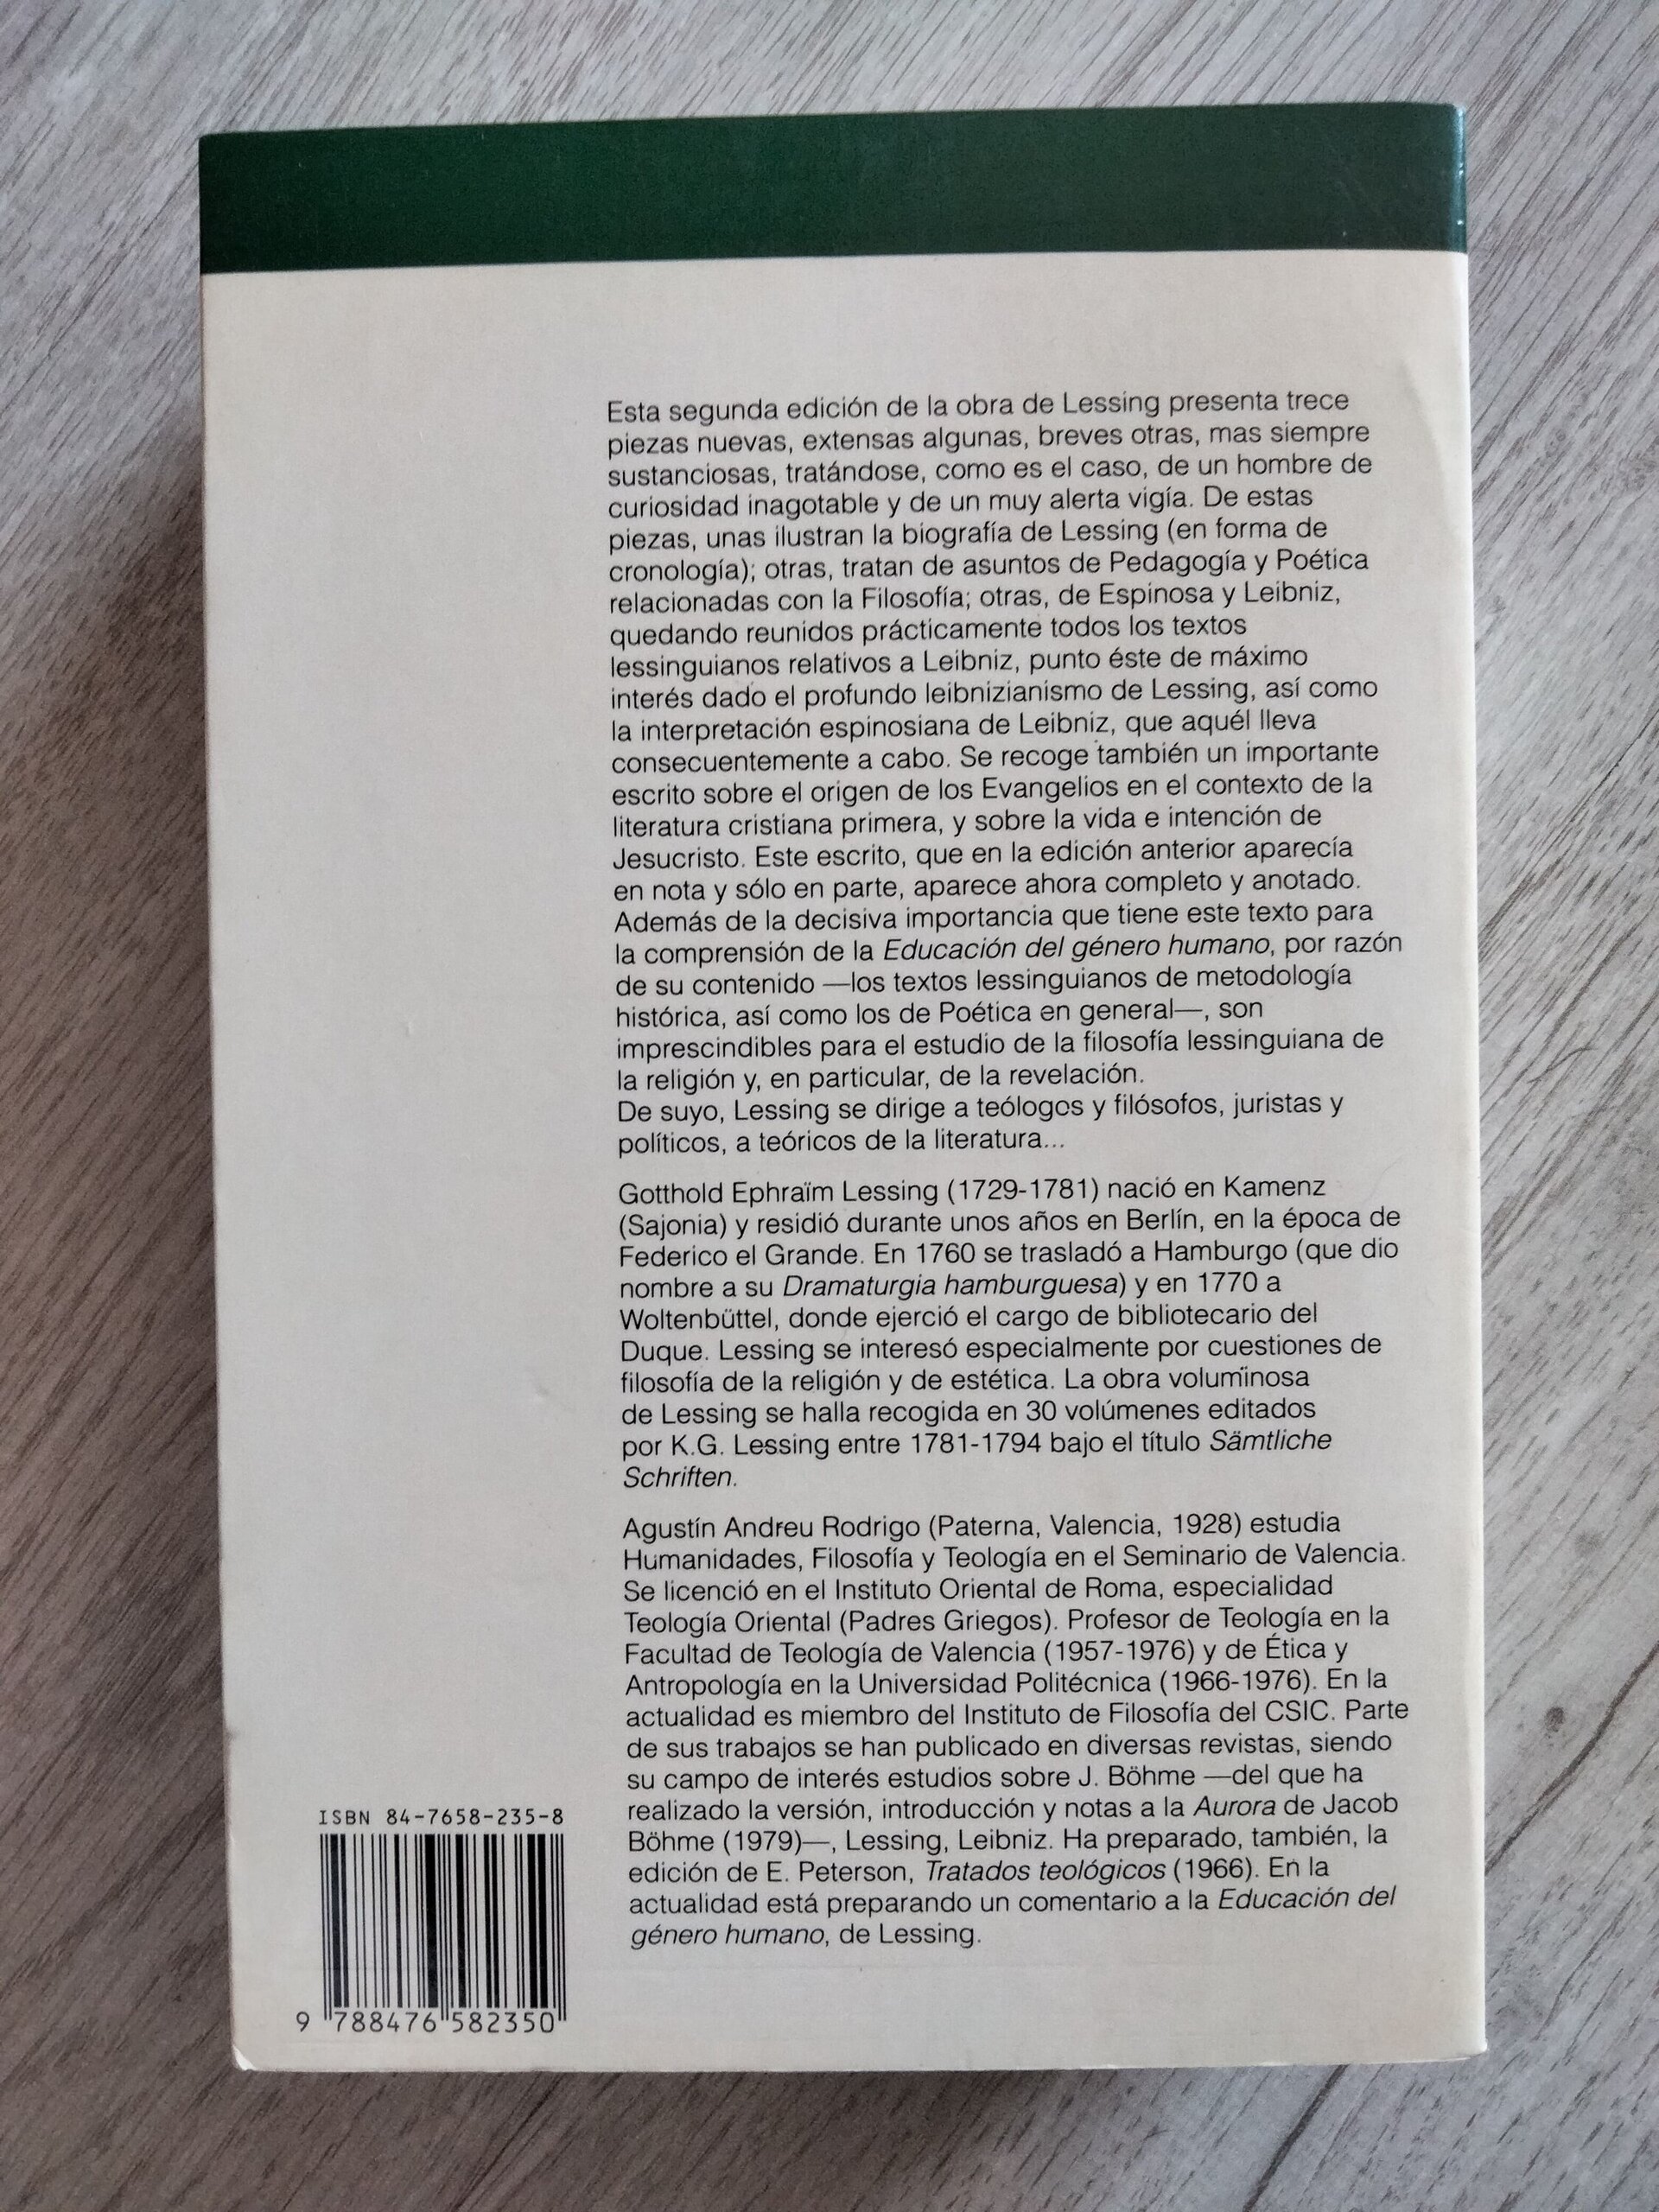 Esta segunda edición de la obra de Lessing presenta trece
piezas nuevas, extensas algunas, breves otras, mas siempre
sustanciosas, tratándose, como es el caso, de un hombre de
curiosidad inagotable y de un muy alerta vigía. De estas
piezas, unas ilustran la biografía de Lessing (en forma de
cronología); otras, tratan de asuntos de Pedagogía y Poética
relacionadas con la Filosofía; otras, de Espinosa y Leibniz,
quedando reunidos prácticamente todos los textos
lessinguianos relativos a Leibniz, punto éste de máximo
interés dado el profundo leibnizianismo de Lessing, así como
la interpretación espinosiana de Leibniz, que aquél lleva
consecuentemente a cabo. Se recoge también un importante
escrito sobre el origen de los Evangelios en el contexto de la
literatura cristiana primera, y sobre la vida e intención de
Jesucristo. Este escrito, que en la edición anterior aparecía
en nota y sólo en parte, aparece ahora completo y anotado.
Además de la decisiva importancia que tiene este texto para
la comprensión de la Educación del género humano, por razón
de su contenido —los textos lessinguianos de metodología
histórica, así como los de Poética en general—, son
imprescindibles para el estudio de la filosofía lessinguiana de
la religión y, en particular, de la revelación.
De suyo, Lessing se dirige a teólogos y filósofos, juristas y
políticos, a teóricos de la literatura...
Gotthold Ephraïm Lessing (1729-1781) nació en Kamenz
(Sajonia) y residió durante unos años en Berlín, en la época de
Federico el Grande. En 1760 se trasladó a Hamburgo (que dio
nombre a su Dramaturgia hamburguesa) y en 1770 a
Woltenbüttel, donde ejerció el cargo de bibliotecario del
Duque. Lessing se interesó especialmente por cuestiones de
filosofía de la religión y de estética. La obra voluminosa
de Lessing se halla recogida en 30 volúmenes editados
por K.G. Lessing entre 1781-1794 bajo el título Sämtliche
Schriften.
Agustín Andreu Rodrigo (Paterna, Valencia, 1928) estudia
Humanidades, Filosofía y Teología en el Seminario de Valencia.
Se licenció en el Instituto Oriental de Roma, especialidad
Teología Oriental (Padres Griegos). Profesor de Teología en la
Facultad de Teología de Valencia (1957-1976) y de Ética y
Antropología en la Universidad Politécnica (1966-1976). En la
actualidad es miembro del Instituto de Filosofía del CSIC. Parte
de sus trabajos se han publicado en diversas revistas, siendo
su campo de interés estudios sobre J. Böhme —del que ha
realizado la versión, introducción y notas a la Aurora de Jacob
Böhme (1979)—, Lessing, Leibniz. Ha preparado, también, la
edición de E. Peterson, Tratados teológicos (1966). En la
actualidad está preparando un comentario a la Educación del
género humano, de Lessing.
ISBN 84-7658-235-8
9 788476 582350